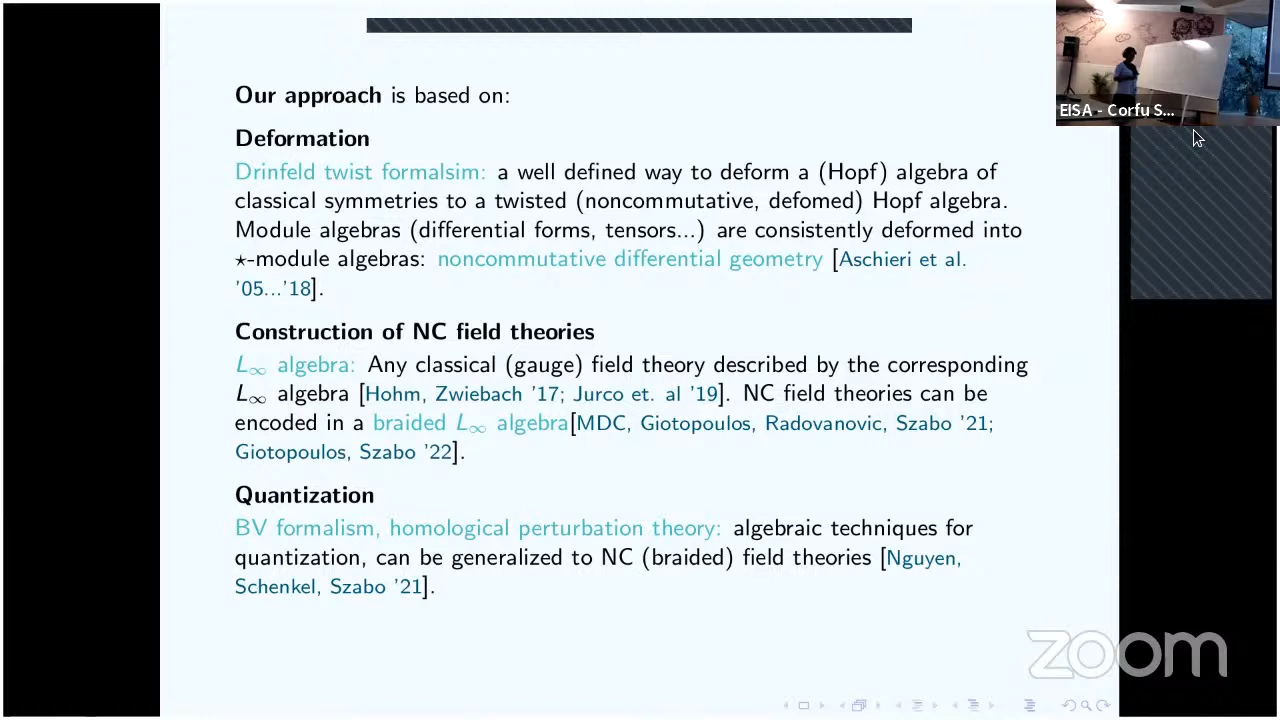 Our approach is based on:
Deformation
Drinfeld twist formalsim: a well defined way to deform a (Hopf) algebra of
classical symmetries to a twisted (noncommutative, defomed) Hopf algebra.
Module algebras (differential forms, tensors...) are consistently deformed into
⋆-module algebras: noncommutative differential geometry [Aschieri et al.
'05...'18].
Construction of NC field theories
L∞ algebra: Any classical (gauge) field theory described by the corresponding
L∞ algebra [Hohm, Zwiebach '17; Jurco et. al '19]. NC field theories can be
encoded in a braided L∞ algebra[MDC, Giotopoulos, Radovanovic, Szabo '21;
Giotopoulos, Szabo '22].
Quantization
BV formalism, homological perturbation theory: algebraic techniques for
quantization, can be generalized to NC (braided) field theories [Nguyen,
Schenkel, Szabo '21].
EISA - Corfu S...
zoom